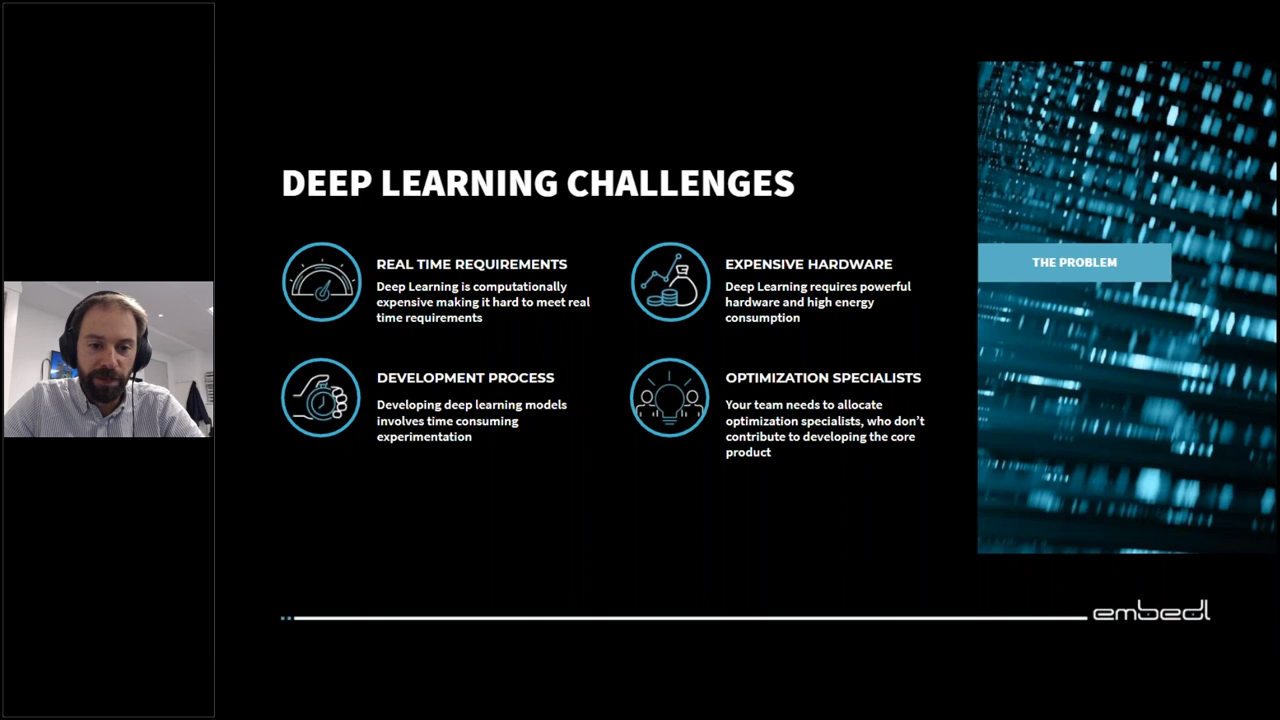 DEEP LEARNING CHALLENGES
REAL TIME REQUIREMENTS
Deep Learning is computationally
expensive making it hard to meet real
time requirements
EXPENSIVE HARDWARE
Deep Learning requires powerful
hardware and high energy
consumption
DEVELOPMENT PROCESS
Developing deep learning models
involves time consuming
experimentation
OPTIMIZATION SPECIALISTS
Your team needs to allocate
optimization specialists, who don't
contribute to developing the core
product
THE PROBLEM
embedl